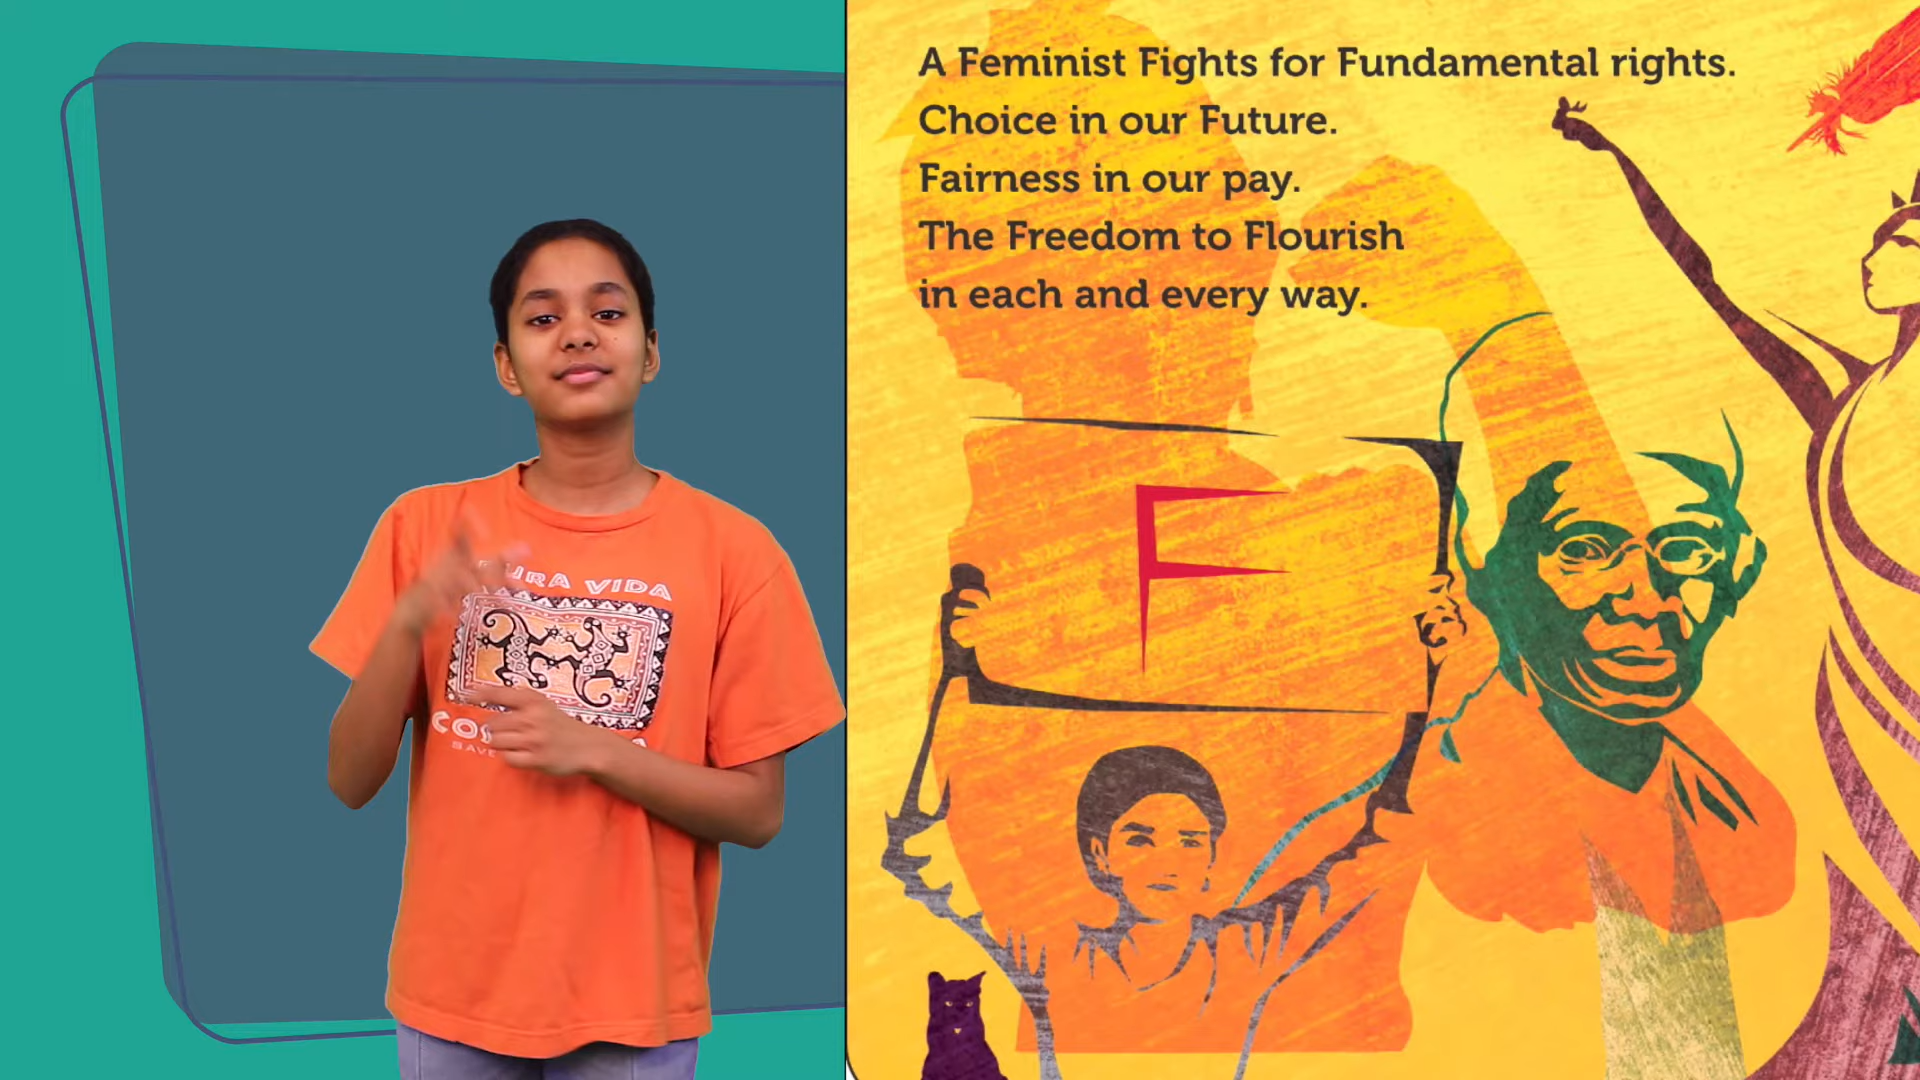 A Feminist Fights for Fundamental rights.
Choice in our Future.
Fairness in our pay.
The Freedom to Flourish
in each and every way.
F
VIDA